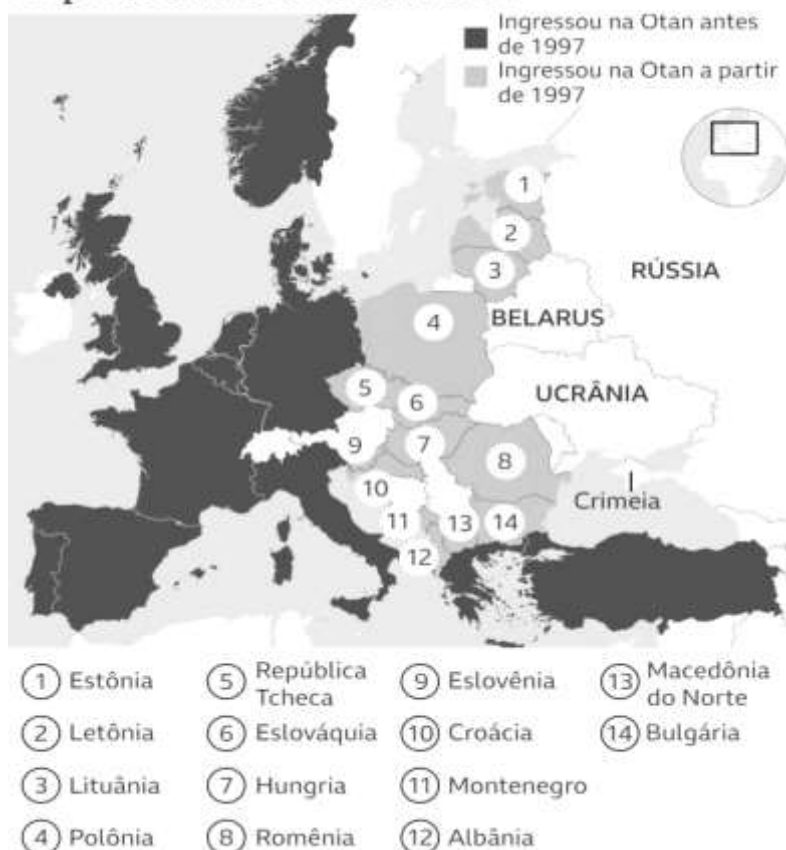 Ingressou na Otan antes
de 1997
Ingressou na Otan a partir
de 1997
1
2
3
RÚSSIA
BELARUS
4
UCRÂNIA
5
6
7
8
9
10
Crimeia
11
13
14
12
1 Estônia
2 Letônia
3 Lituânia
4 Polônia
5 República
Tcheca
6 Eslováquia
7 Hungria
8 Romênia
9 Eslovênia
10 Croácia
11 Montenegro
12 Albânia
13 Macedônia
do Norte
14 Bulgária